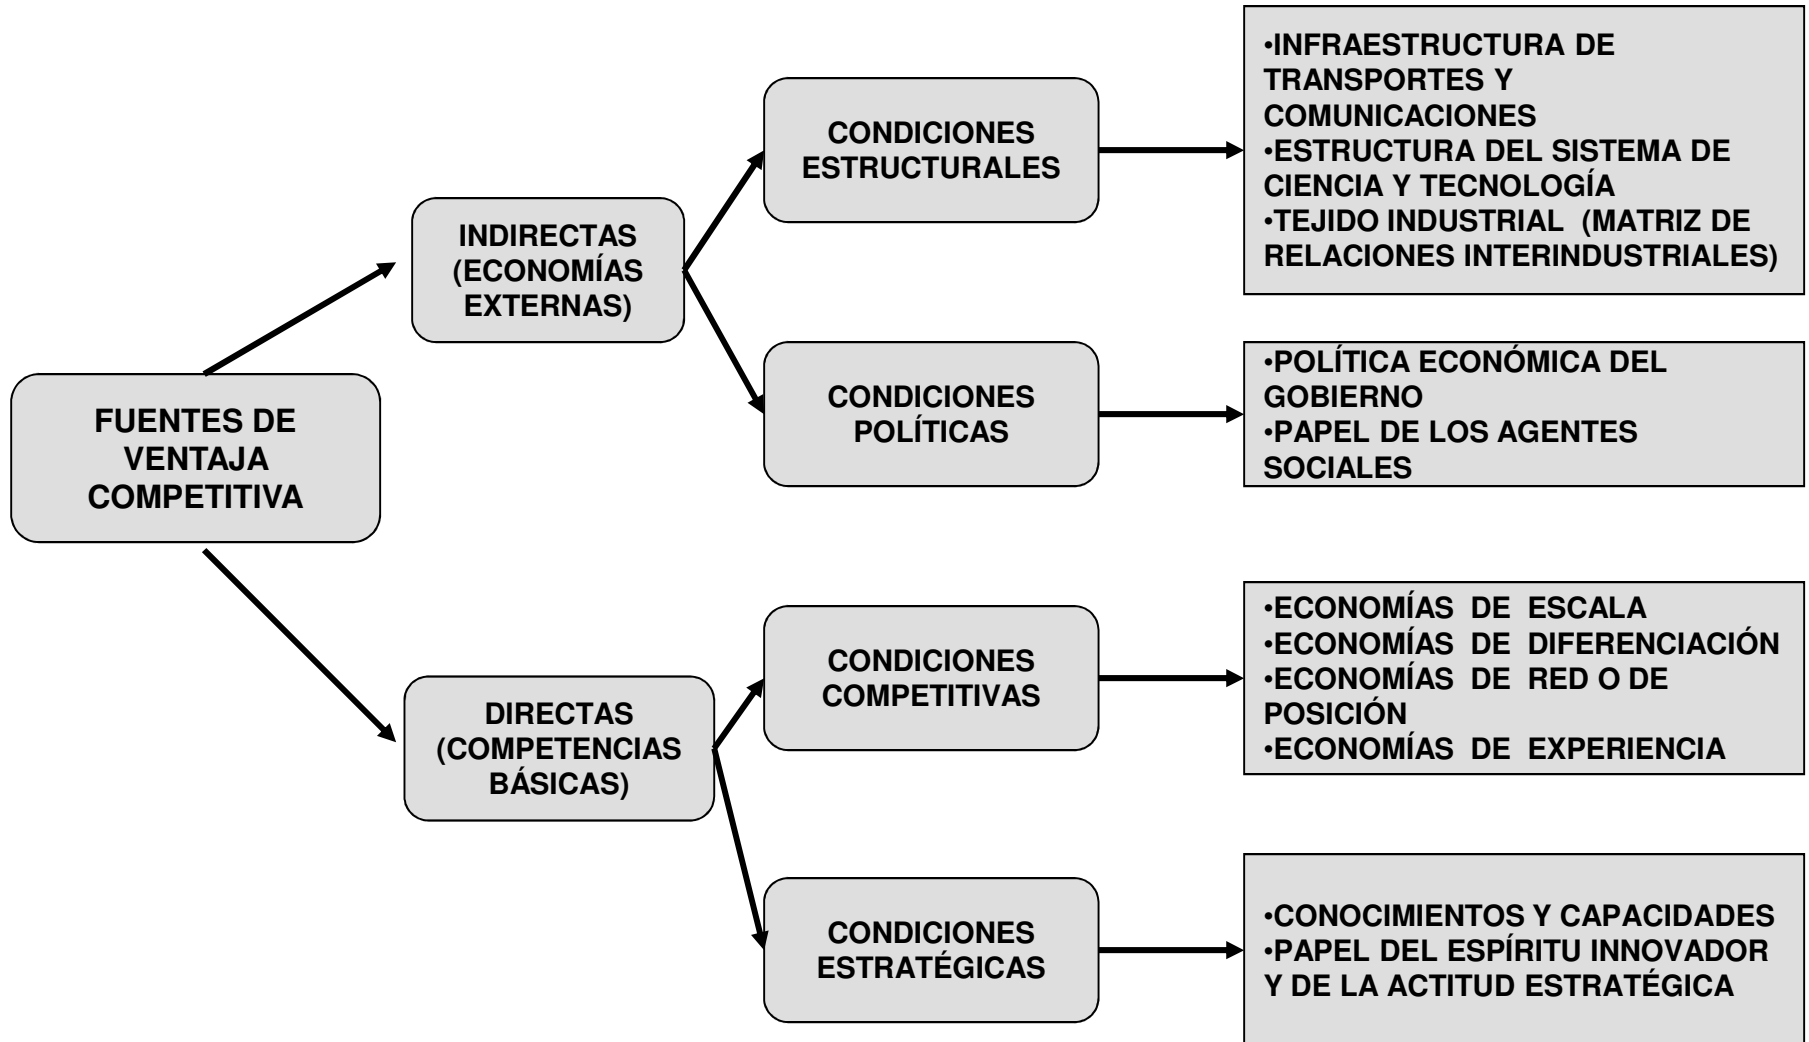 FUENTES DE
VENTAJA
COMPETITIVA
INDIRECTAS
(ECONOMÍAS
EXTERNAS)
CONDICIONES
ESTRUCTURALES
•INFRAESTRUCTURA DE
TRANSPORTES Y
COMUNICACIONES
•ESTRUCTURA DEL SISTEMA DE
CIENCIA Y TECNOLOGÍA
•TEJIDO INDUSTRIAL (MATRIZ DE
RELACIONES INTERINDUSTRIALES)
CONDICIONES
POLÍTICAS
•POLÍTICA ECONÓMICA DEL
GOBIERNO
•PAPEL DE LOS AGENTES
SOCIALES
DIRECTAS
(COMPETENCIAS
BÁSICAS)
CONDICIONES
COMPETITIVAS
•ECONOMÍAS DE ESCALA
•ECONOMÍAS DE DIFERENCIACIÓN
•ECONOMÍAS DE RED O DE
POSICIÓN
•ECONOMÍAS DE EXPERIENCIA
CONDICIONES
ESTRATÉGICAS
•CONOCIMIENTOS Y CAPACIDADES
•PAPEL DEL ESPÍRITU INNOVADOR
Y DE LA ACTITUD ESTRATÉGICA